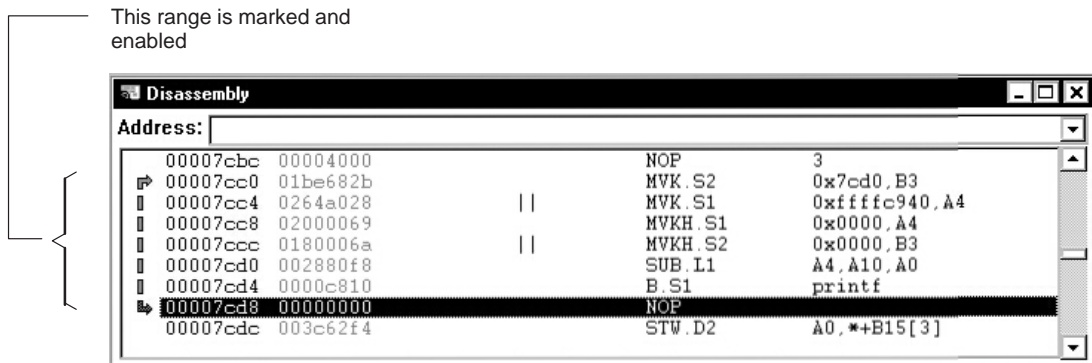 This range is marked and
enabled
Disassembly
Address:
00007cbc 00004000 NOP 3
00007cc0 01be682b MVK.S2 0x7cd0,B3
00007cc4 0264a028 || MVK.S1 0xffffc940,A4
00007cc8 02000069 MVKH.S1 0x0000,A4
00007ccc 0180006a || MVKH.S2 0x0000,B3
00007cd0 002880f8 SUB.L1 A4,A10,A0
00007cd4 0000c810 B.S1 printf
00007cd8 00000000 NOP
00007cdc 003c62f4 STW.D2 A0,*+B15[3]